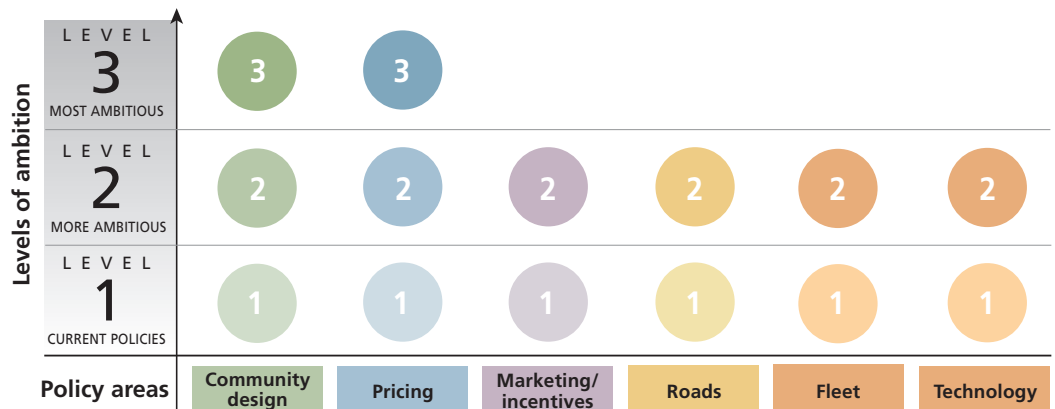 Levels of ambition
LEVEL
3
MOST AMBITIOUS
3 3
LEVEL
2
MORE AMBITIOUS
2 2 2 2 2 2
LEVEL
1
CURRENT POLICIES
1 1 1 1 1 1
Policy areas
Community
design
Pricing
Marketing/
incentives
Roads
Fleet
Technology